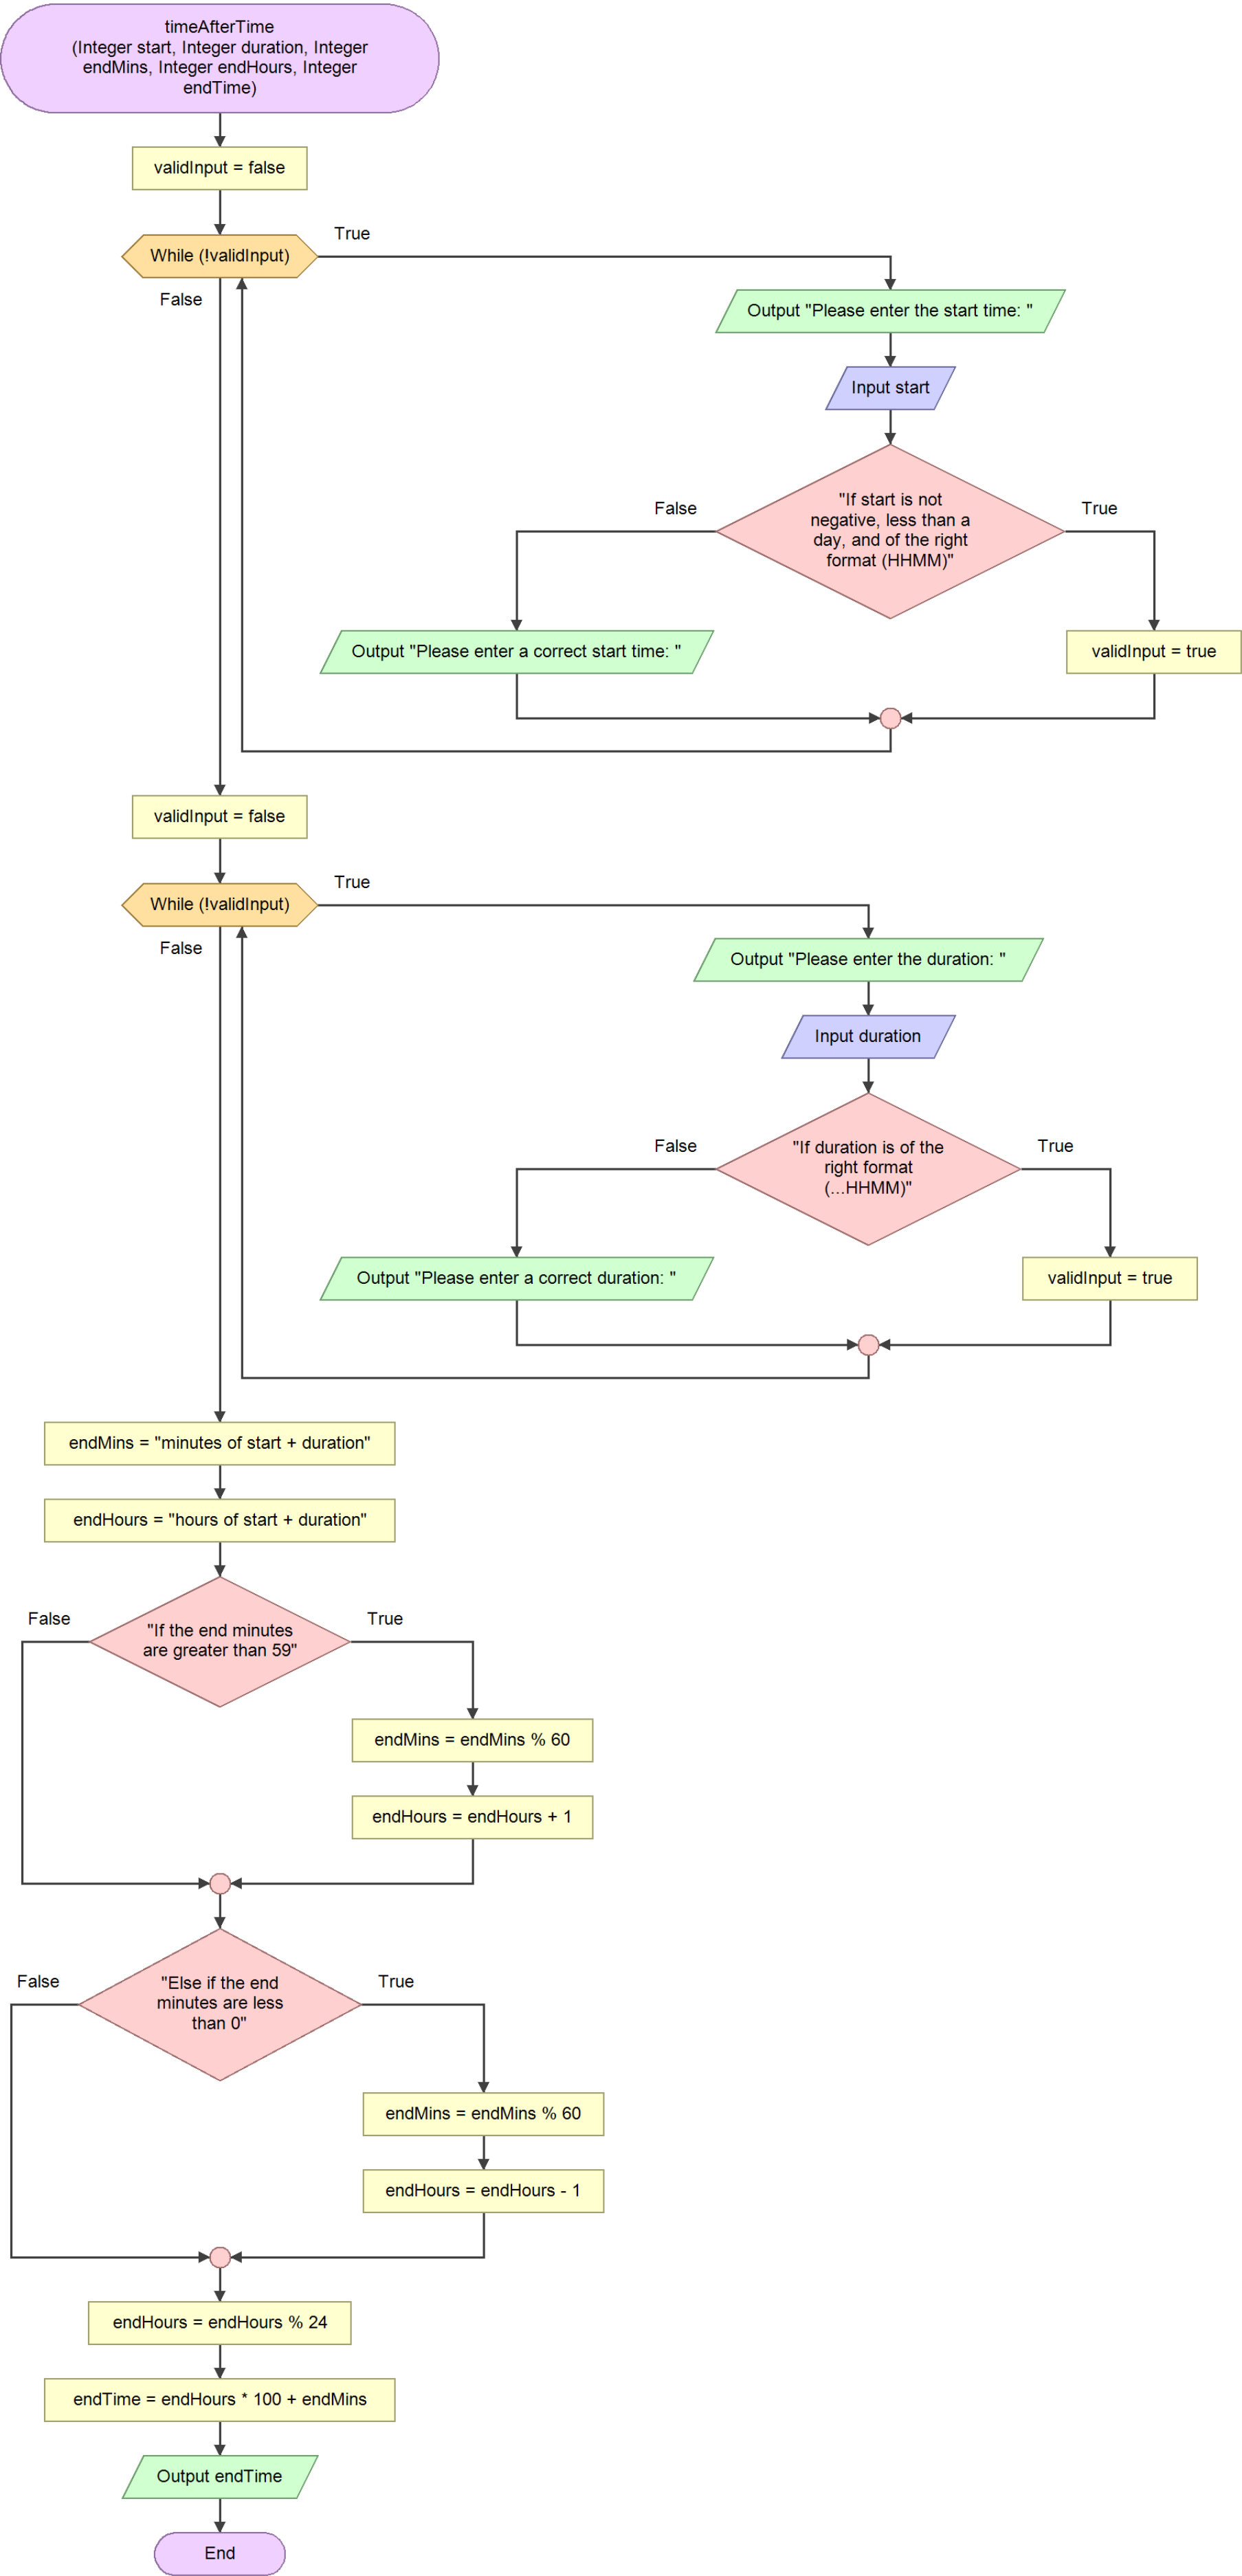 timeAfterTime
(Integer start, Integer duration, Integer
endMins, Integer endHours, Integer
endTime)
validInput = false
While (!validInput)
True
False
Output "Please enter the start time: "
Input start
"If start is not
negative, less than a
day, and of the right
format (HHMM)"
False
True
Output "Please enter a correct start time: "
validInput = true
validInput = false
While (!validInput)
True
False
Output "Please enter the duration: "
Input duration
"If duration is of the
right format
(...HHMM)"
False
True
Output "Please enter a correct duration: "
validInput = true
endMins = "minutes of start + duration"
endHours = "hours of start + duration"
"If the end minutes
are greater than 59"
False
True
endMins = endMins % 60
endHours = endHours + 1
"Else if the end
minutes are less
than 0"
False
True
endMins = endMins % 60
endHours = endHours - 1
endHours = endHours % 24
endTime = endHours * 100 + endMins
Output endTime
End